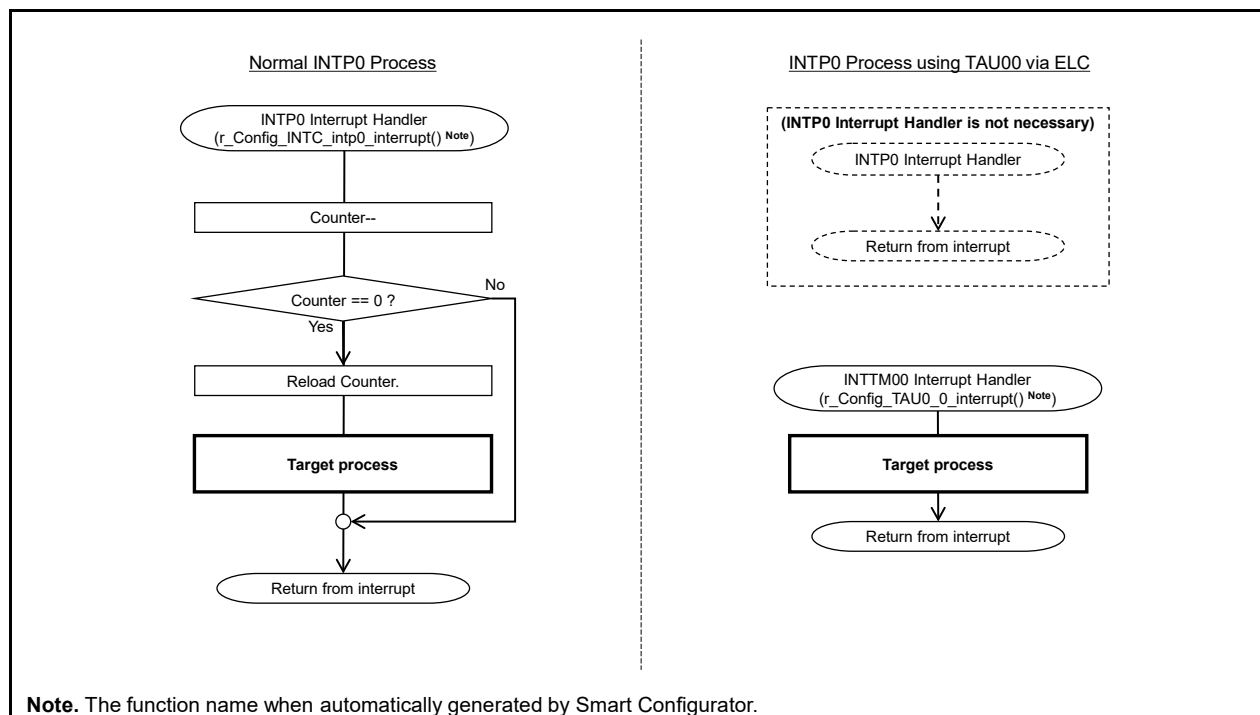 Normal INTP0 Process
INTP0 Interrupt Handler
(r_Config_INTC_intp0_interrupt() Note)
Counter--
Counter == 0 ?
No
Yes
Reload Counter.
Target process
Return from interrupt
INTP0 Process using TAU00 via ELC
(INTP0 Interrupt Handler is not necessary)
INTP0 Interrupt Handler
Return from interrupt
INTTM00 Interrupt Handler
(r_Config_TAU0_0_interrupt() Note)
Target process
Return from interrupt
Note. The function name when automatically generated by Smart Configurator.